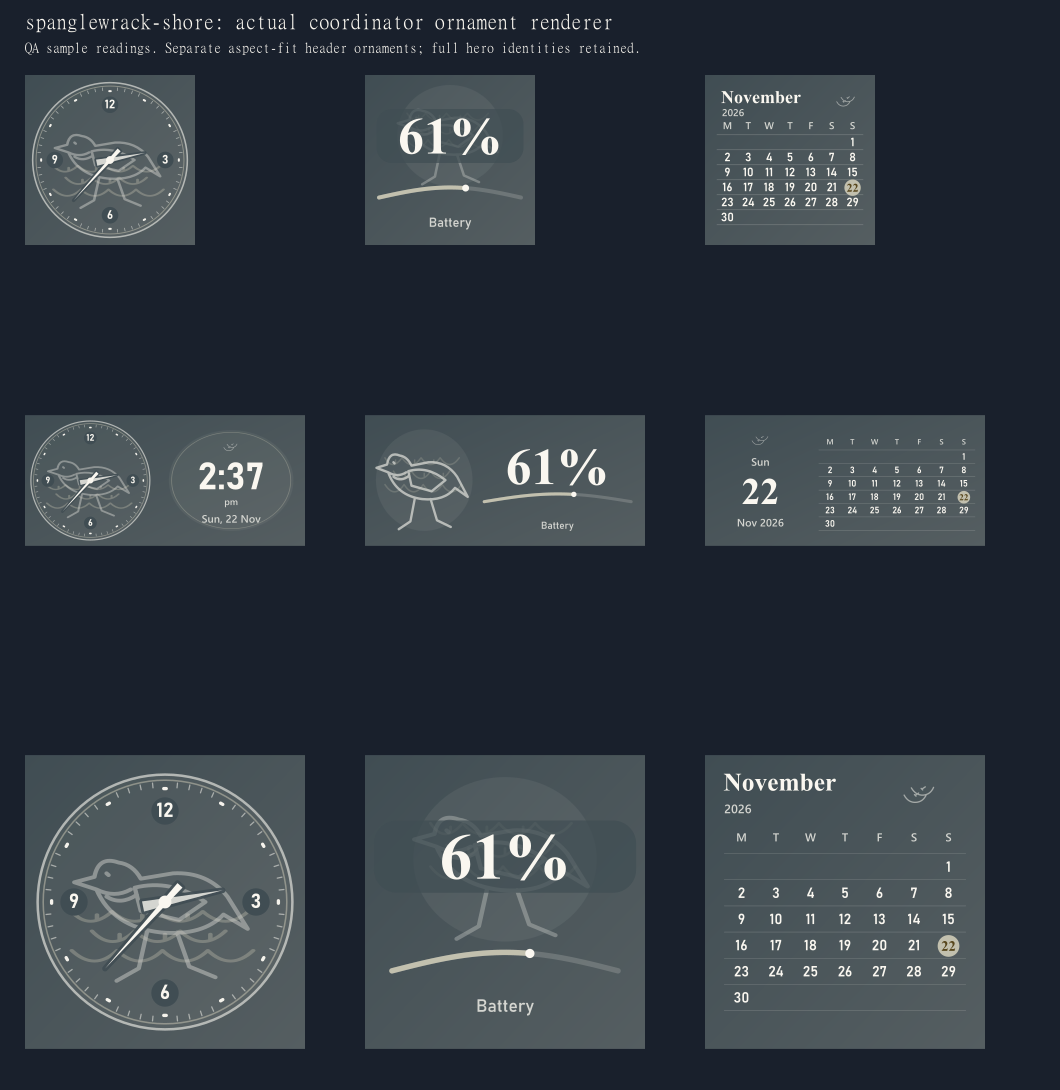 spanglewrack-shore: actual coordinator ornament renderer
QA sample readings. Separate aspect-fit header ornaments; full hero identities retained.
12
9 3
6
61%
Battery
November
2026
M T W T F S S
1
2 3 4 5 6 7 8
9 10 11 12 13 14 15
16 17 18 19 20 21 22
23 24 25 26 27 28 29
30
12
9 3
6
2:37
pm
Sun, 22 Nov
61%
Battery
Sun
22
Nov 2026
M T W T F S S
1
2 3 4 5 6 7 8
9 10 11 12 13 14 15
16 17 18 19 20 21 22
23 24 25 26 27 28 29
30
12
9 3
6
61%
Battery
November
2026
M T W T F S S
1
2 3 4 5 6 7 8
9 10 11 12 13 14 15
16 17 18 19 20 21 22
23 24 25 26 27 28 29
30